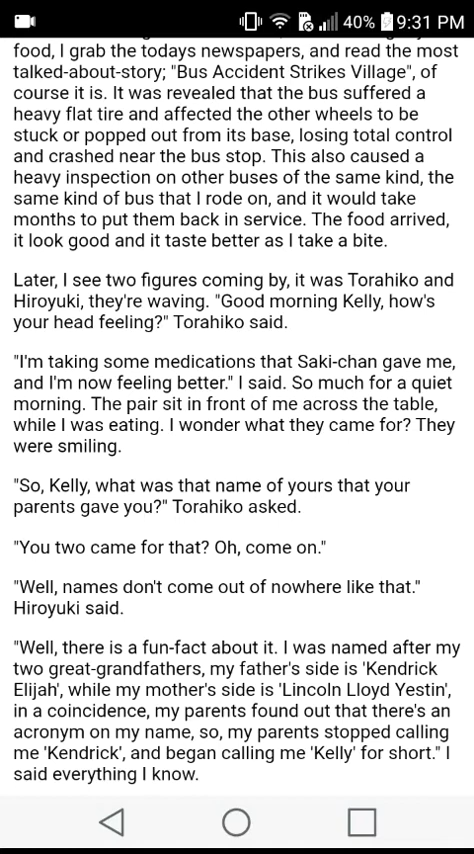 40% 9:31 PM
food, I grab the todays newspapers, and read the most
talked-about-story; "Bus Accident Strikes Village", of
course it is. It was revealed that the bus suffered a
heavy flat tire and affected the other wheels to be
stuck or popped out from its base, losing total control
and crashed near the bus stop. This also caused a
heavy inspection on other buses of the same kind, the
same kind of bus that I rode on, and it would take
months to put them back in service. The food arrived,
it look good and it taste better as I take a bite.
Later, I see two figures coming by, it was Torahiko and
Hiroyuki, they're waving. "Good morning Kelly, how's
your head feeling?" Torahiko said.
"I'm taking some medications that Saki-chan gave me,
and I'm now feeling better." I said. So much for a quiet
morning. The pair sit in front of me across the table,
while I was eating. I wonder what they came for? They
were smiling.
"So, Kelly, what was that name of yours that your
parents gave you?" Torahiko asked.
"You two came for that? Oh, come on."
"Well, names don't come out of nowhere like that."
Hiroyuki said.
"Well, there is a fun-fact about it. I was named after my
two great-grandfathers, my father's side is 'Kendrick
Elijah', while my mother's side is 'Lincoln Lloyd Yestin',
in a coincidence, my parents found out that there's an
acronym on my name, so, my parents stopped calling
me 'Kendrick', and began calling me 'Kelly' for short." I
said everything I know.